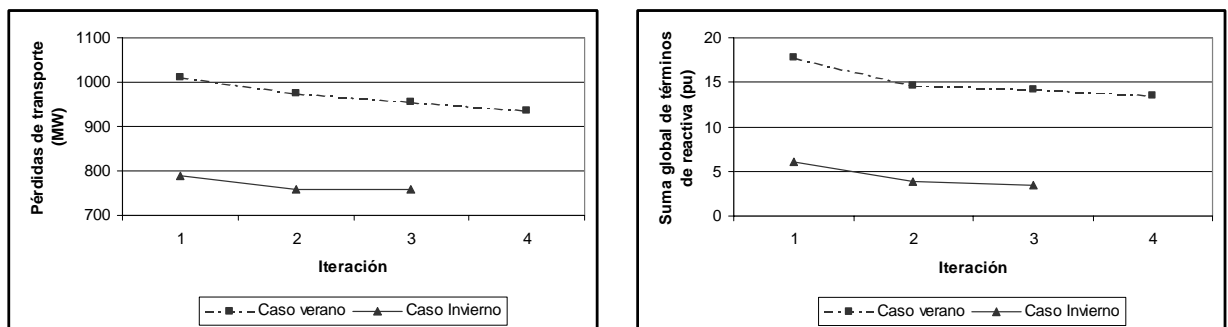 Pérdidas de transporte
(MW)
1100
1000
900
800
700
1 2 3 4
Iteración
Caso verano Caso Invierno
Suma global de términos
de reactiva (pu)
20
15
10
5
0
1 2 3 4
Iteración
Caso verano Caso Invierno